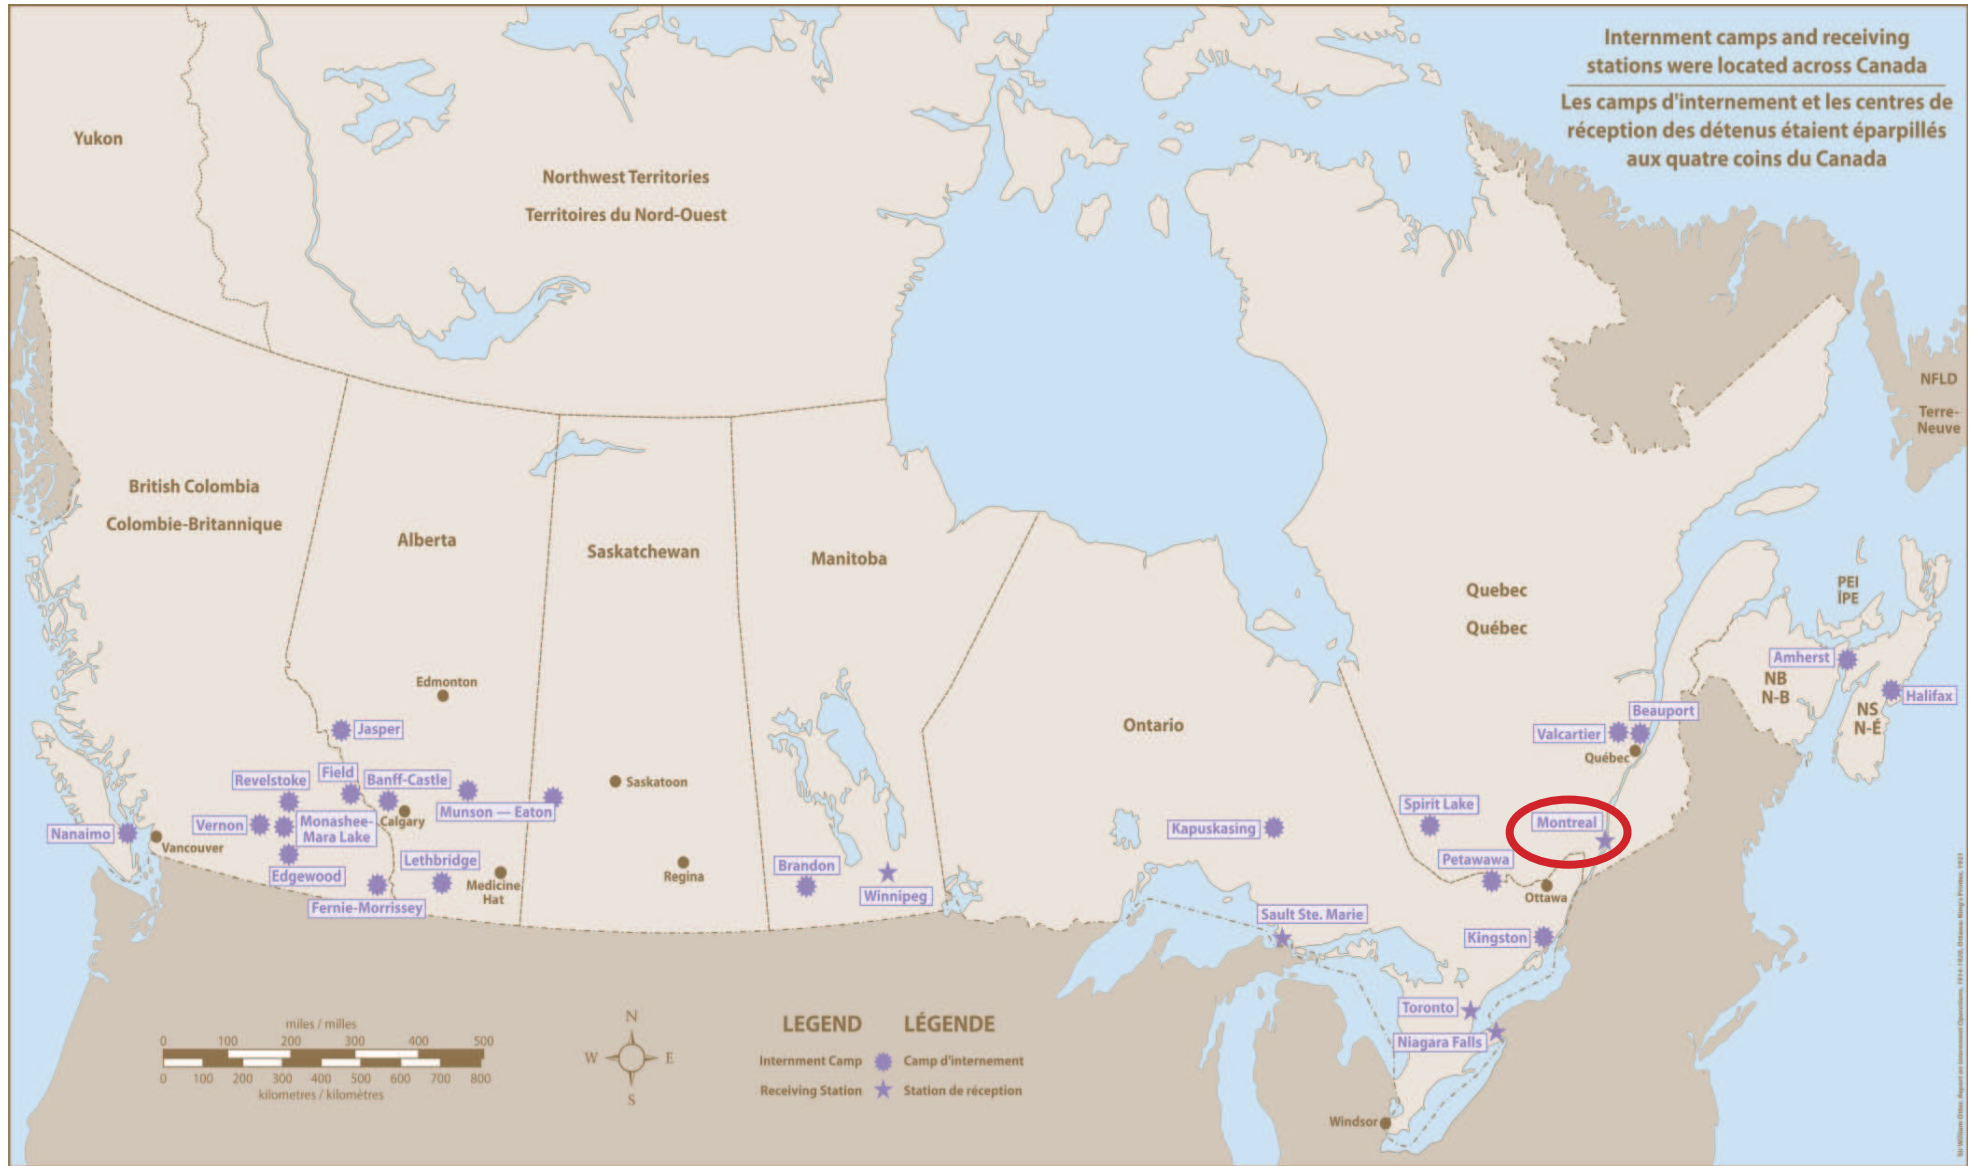 Internment camps and receiving
stations were located across Canada
Les camps d'internement et les centres de
réception des détenus étaient éparpillés
aux quatre coins du Canada
Yukon
Northwest Territories
Territoires du Nord-Ouest
NFLD
Terre-
Neuve
British Colombia
Colombie-Britannique
Alberta
Saskatchewan
Manitoba
Ontario
Quebec
Québec
PEI
ÎPE
Amherst
NB
N-B
Halifax
NS
N-É
Edmonton
Jasper
Revelstoke
Field
Banff-Castle
Munson — Eaton
Saskatoon
Nanaimo
Vancouver
Vernon
Monashee-
Mara Lake
Calgary
Edgewood
Lethbridge
Medicine
Hat
Fernie-Morrissey
Regina
Brandon
Winnipeg
Kapuskasing
Spirit Lake
Beauport
Valcartier
Québec
Montreal
Petawawa
Ottawa
Sault Ste. Marie
Kingston
Toronto
Niagara Falls
Windsor
miles / milles
0 100 200 300 400 500
0 100 200 300 400 500 600 700 800
kilometres / kilomètres
N
W E
S
LEGEND LÉGENDE
Internment Camp Camp d'internement
Receiving Station Station de réception